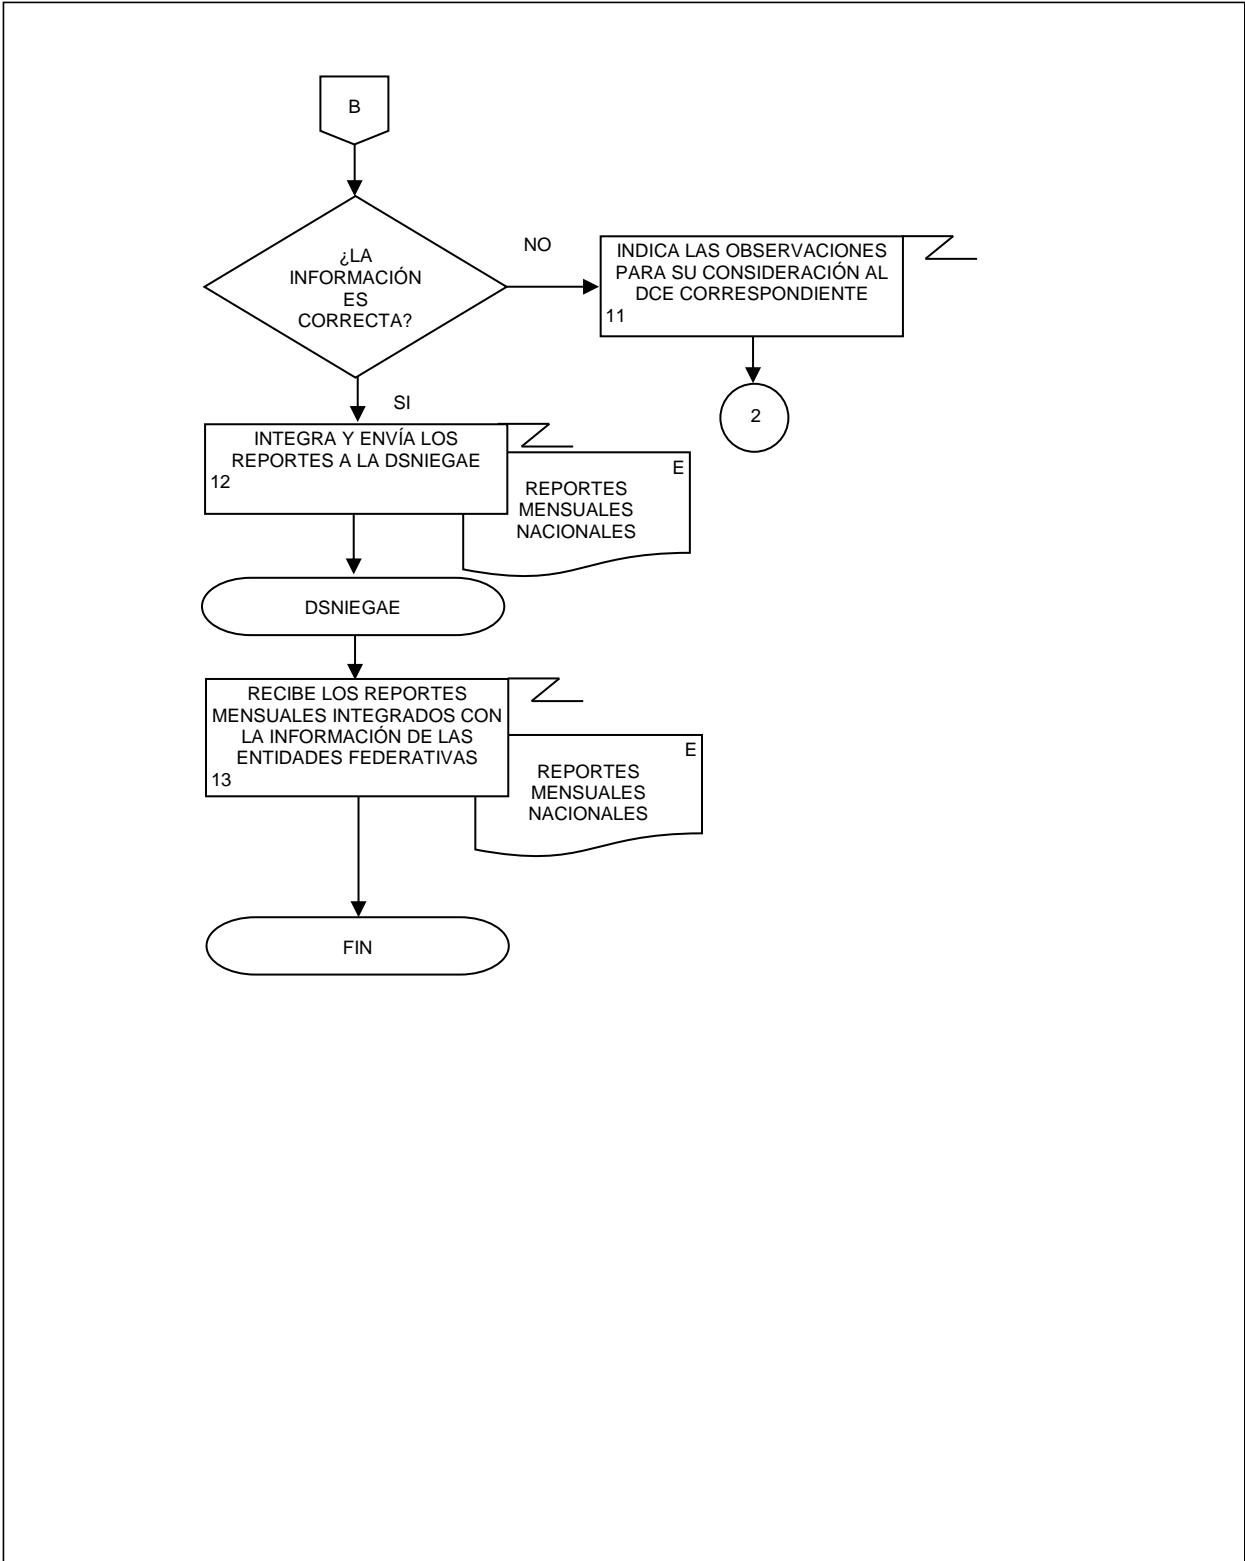 B
¿LA
INFORMACIÓN
ES
CORRECTA?
NO
INDICA LAS OBSERVACIONES
PARA SU CONSIDERACIÓN AL
DCE CORRESPONDIENTE
11
2
SI
INTEGRA Y ENVÍA LOS
REPORTES A LA DSNIEGAE
12
E
REPORTES
MENSUALES
NACIONALES
DSNIEGAE
RECIBE LOS REPORTES
MENSUALES INTEGRADOS CON
LA INFORMACIÓN DE LAS
ENTIDADES FEDERATIVAS
13
E
REPORTES
MENSUALES
NACIONALES
FIN